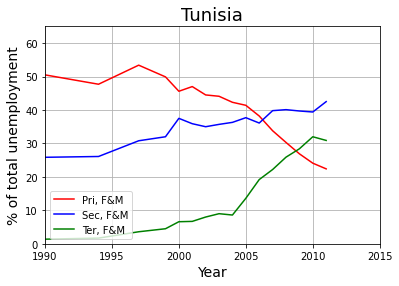 Tunisia
% of total unemployment
60
50
40
30
20
10
0
Pri, F&M
Sec, F&M
Ter, F&M
1990 1995 2000 2005 2010 2015
Year